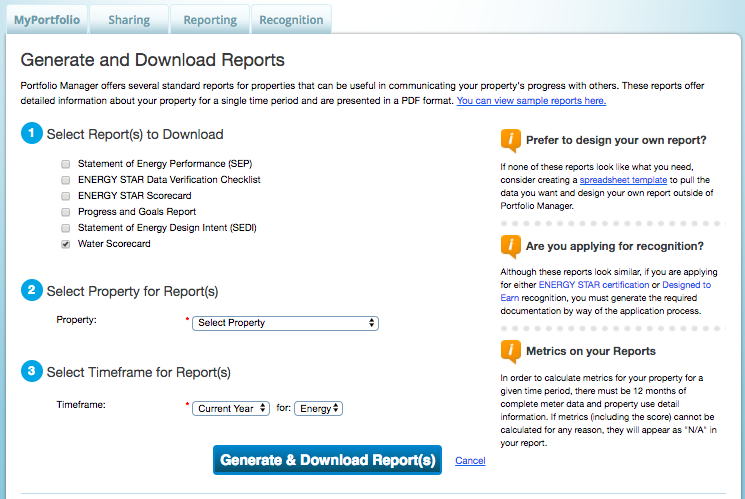 MyPortfolio
Sharing
Reporting
Recognition
Generate and Download Reports
Portfolio Manager offers several standard reports for properties that can be useful in communicating your property's progress with others. These reports offer
detailed information about your property for a single time period and are presented in a PDF format. You can view sample reports here.
1 Select Report(s) to Download
Statement of Energy Performance (SEP)
ENERGY STAR Data Verification Checklist
ENERGY STAR Scorecard
Progress and Goals Report
Statement of Energy Design Intent (SEDI)
Water Scorecard
2 Select Property for Report(s)
Property: * Select Property
3 Select Timeframe for Report(s)
Timeframe: * Current Year for: Energy
Generate & Download Report(s) Cancel
i Prefer to design your own report?
If none of these reports look like what you need,
consider creating a spreadsheet template to pull the
data you want and design your own report outside of
Portfolio Manager.
i Are you applying for recognition?
Although these reports look similar, if you are applying
for either ENERGY STAR certification or Designed to
Earn recognition, you must generate the required
documentation by way of the application process.
i Metrics on your Reports
In order to calculate metrics for your property for a
given time period, there must be 12 months of
complete meter data and property use detail
information. If metrics (including the score) cannot be
calculated for any reason, they will appear as "N/A" in
your report.